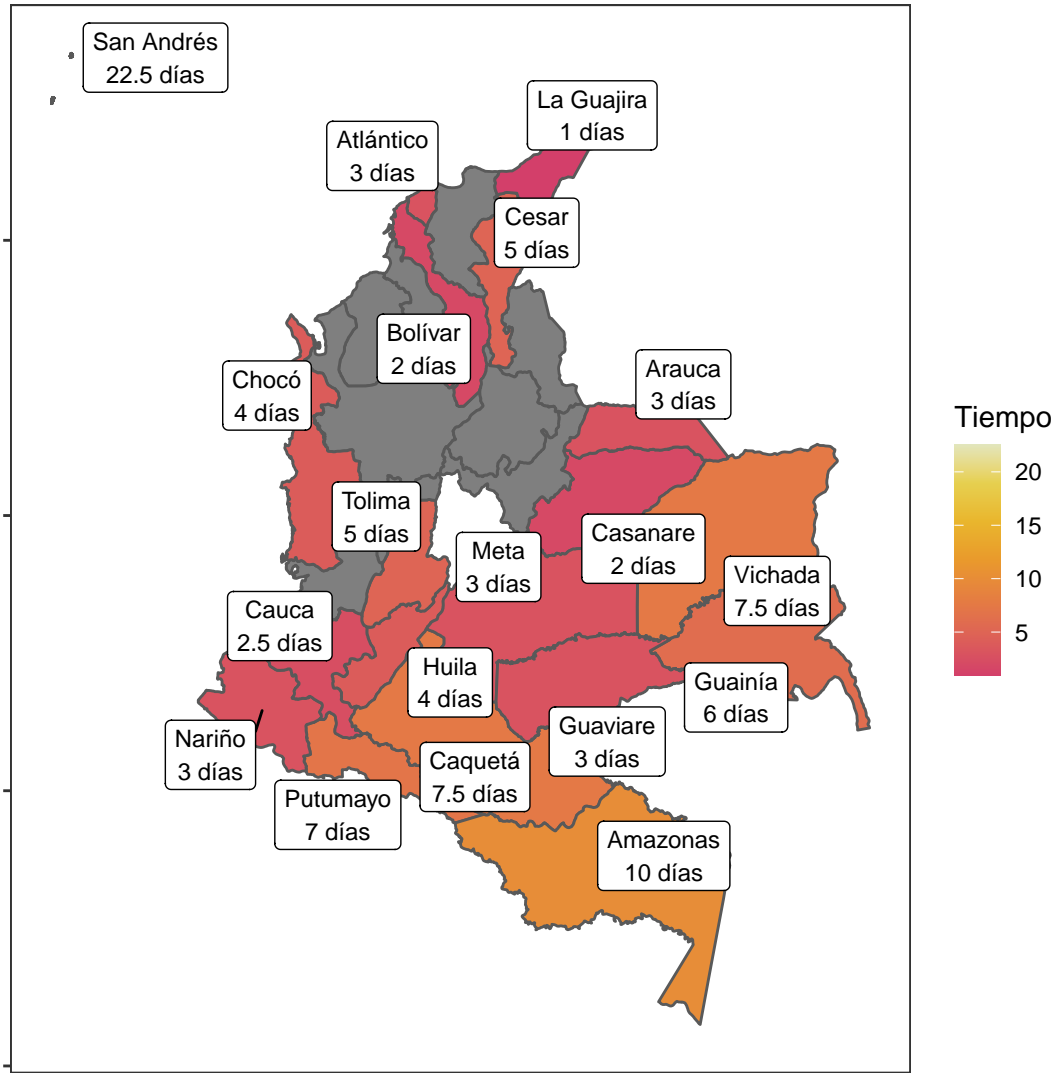 San Andrés
22.5 días
La Guajira
1 días
Atlántico
3 días
Cesar
5 días
Bolívar
2 días
Chocó
4 días
Arauca
3 días
Tolima
5 días
Meta
3 días
Casanare
2 días
Vichada
7.5 días
Cauca
2.5 días
Huila
4 días
Guainía
6 días
Guaviare
3 días
Nariño
3 días
Caquetá
7.5 días
Putumayo
7 días
Amazonas
10 días
Tiempo
20
15
10
5